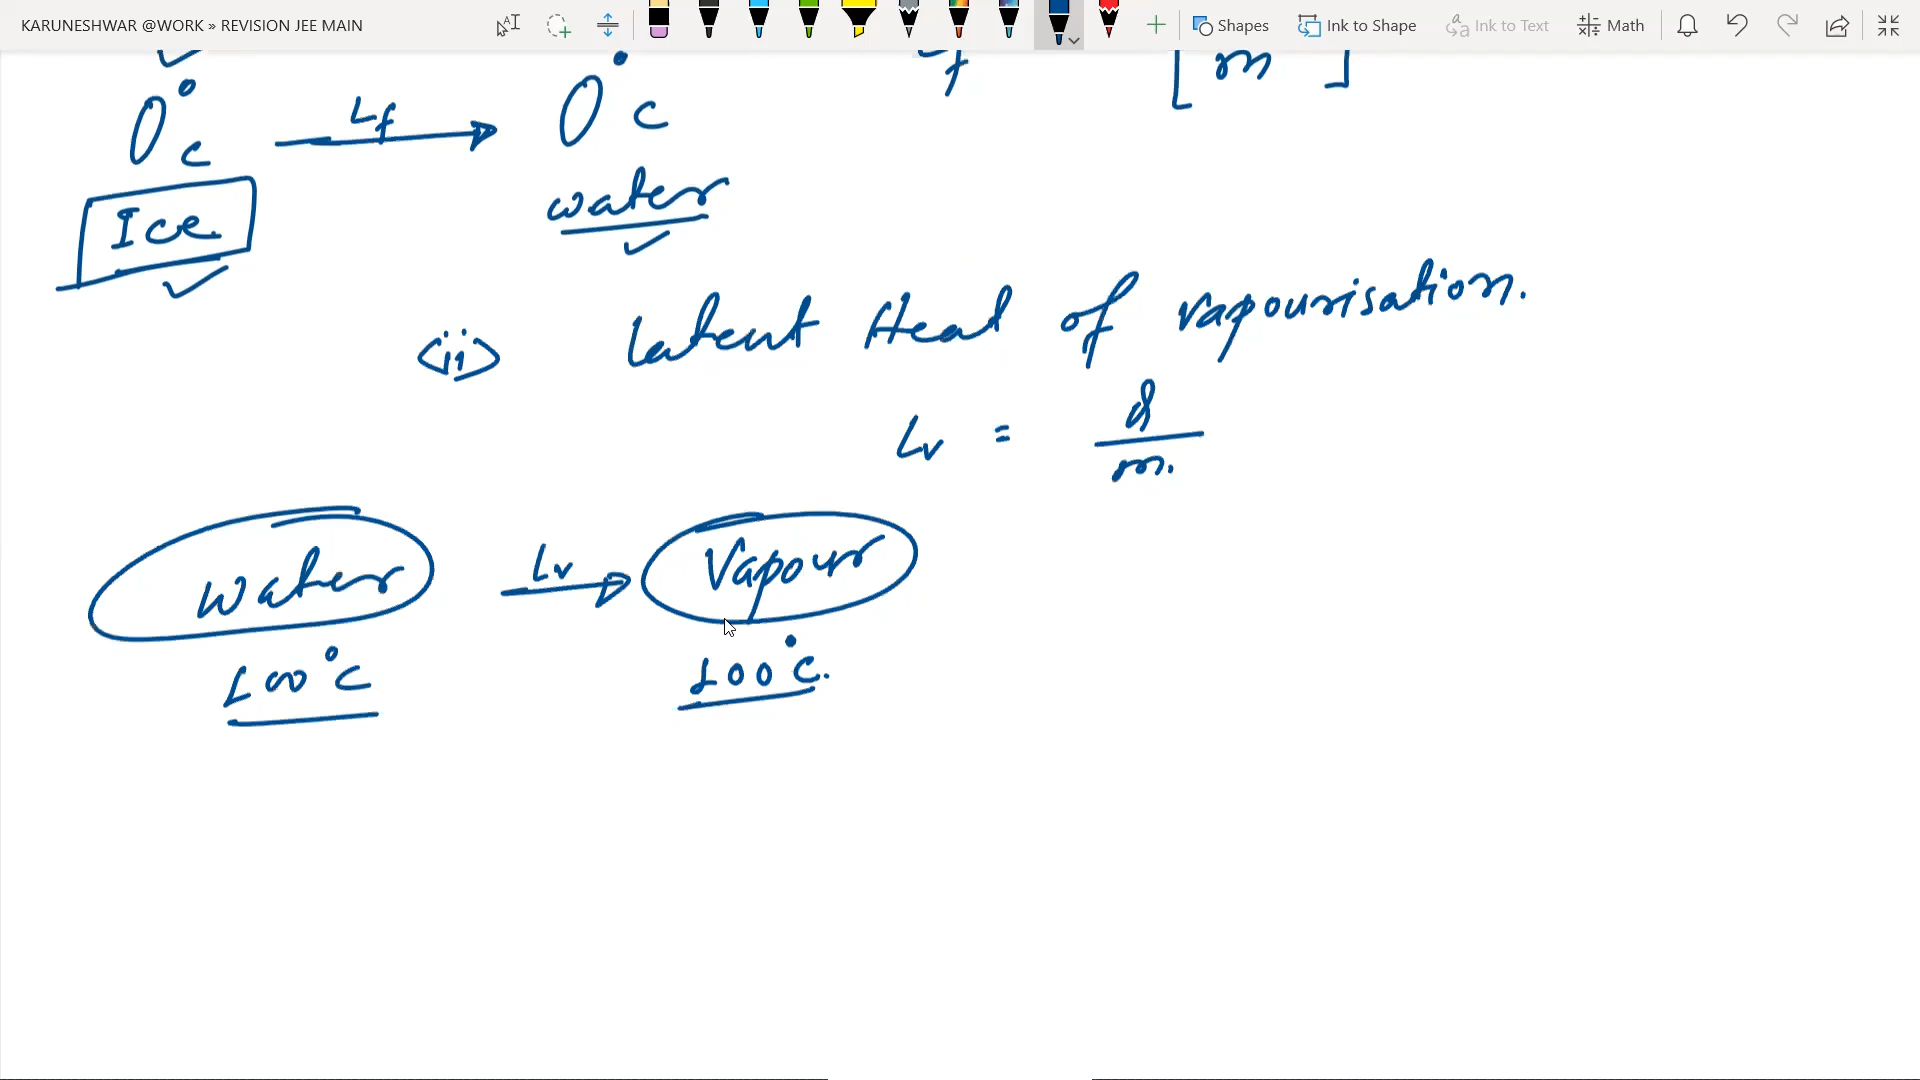 KARUNESHWAR @WORK » REVISION JEE MAIN
Shapes Ink to Shape Ink to Text Math
m
0°c Lf 0°c
Ice water
<ii> Latent Heat of vapourisation.
Lv = Q/m.
Water Lv Vapour
100°C 100°C.